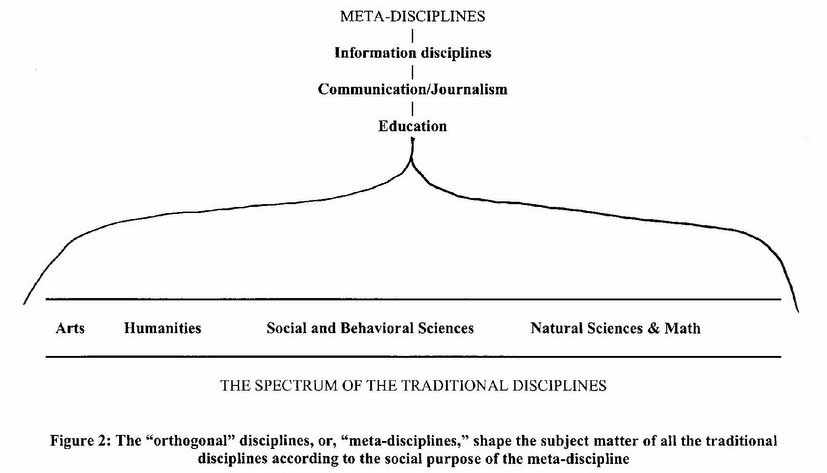 META-DISCIPLINES
Information disciplines
Communication/Journalism
Education
Arts Humanities Social and Behavioral Sciences Natural Sciences & Math
THE SPECTRUM OF THE TRADITIONAL DISCIPLINES
Figure 2: The “orthogonal” disciplines, or, “meta-disciplines,” shape the subject matter of all the traditional
disciplines according to the social purpose of the meta-discipline